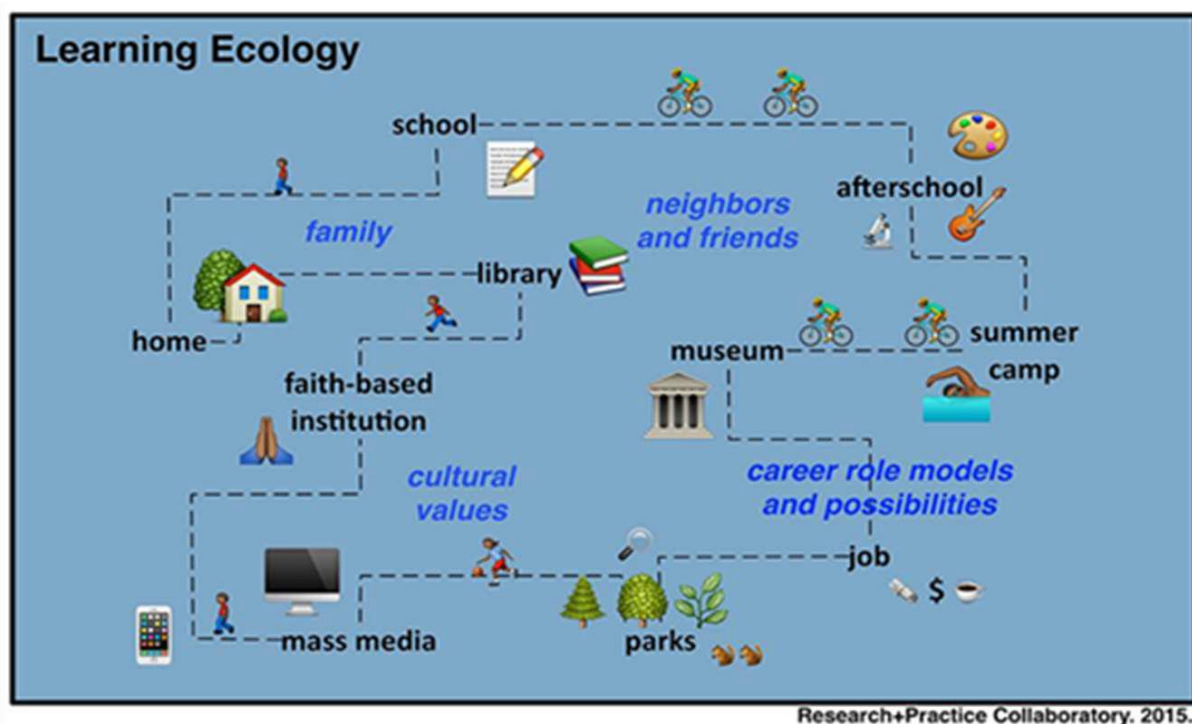 Learning Ecology
school
afterschool
family
neighbors
and friends
library
home
museum
summer
camp
faith-based
institution
cultural
values
career role models
and possibilities
job
$
mass media
parks
Research+Practice Collaboratory. 2015.